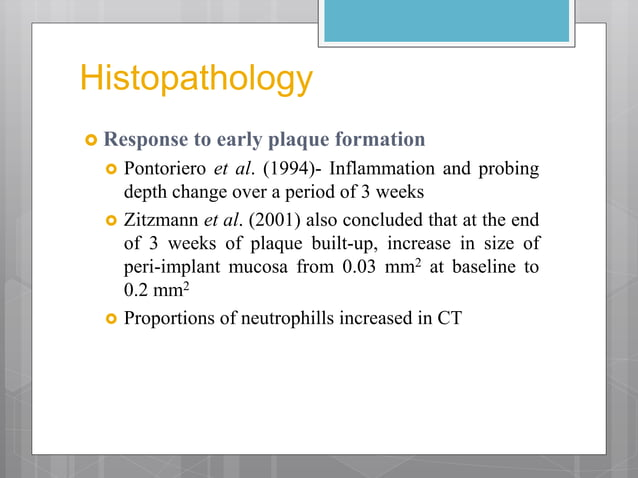 Histopathology
Response to early plaque formation
Pontoriero et al. (1994)- Inflammation and probing
depth change over a period of 3 weeks
Zitzmann et al. (2001) also concluded that at the end
of 3 weeks of plaque built-up, increase in size of
peri-implant mucosa from 0.03 mm² at baseline to
0.2 mm²
Proportions of neutrophills increased in CT